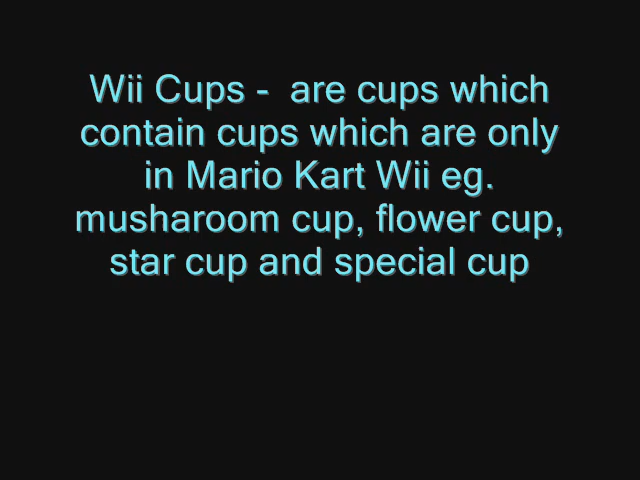 Wii Cups -  are cups which
contain cups which are only
in Mario Kart Wii eg.
musharoom cup, flower cup,
star cup and special cup